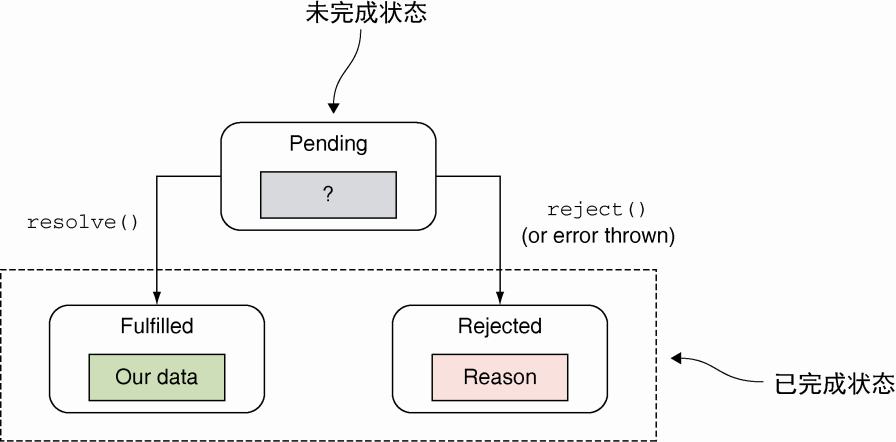 未完成状态
Pending
?
resolve()
reject()
(or error thrown)
Fulfilled
Our data
Rejected
Reason
已完成状态